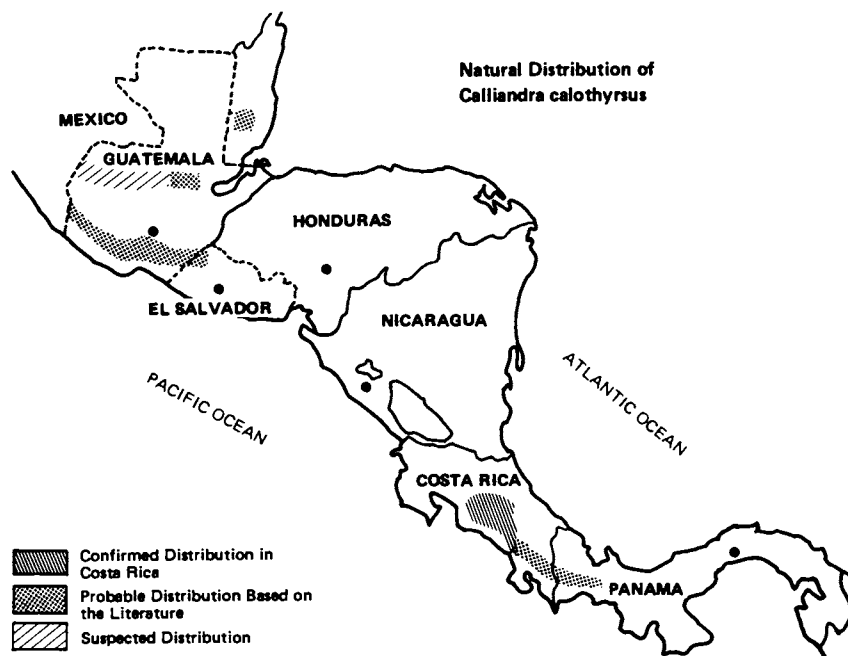 Natural Distribution of
Calliandra calothyrsus
MEXICO
GUATEMALA
HONDURAS
EL SALVADOR
NICARAGUA
PACIFIC OCEAN
ATLANTIC OCEAN
COSTA RICA
PANAMA
Confirmed Distribution in
Costa Rica
Probable Distribution Based on
the Literature
Suspected Distribution